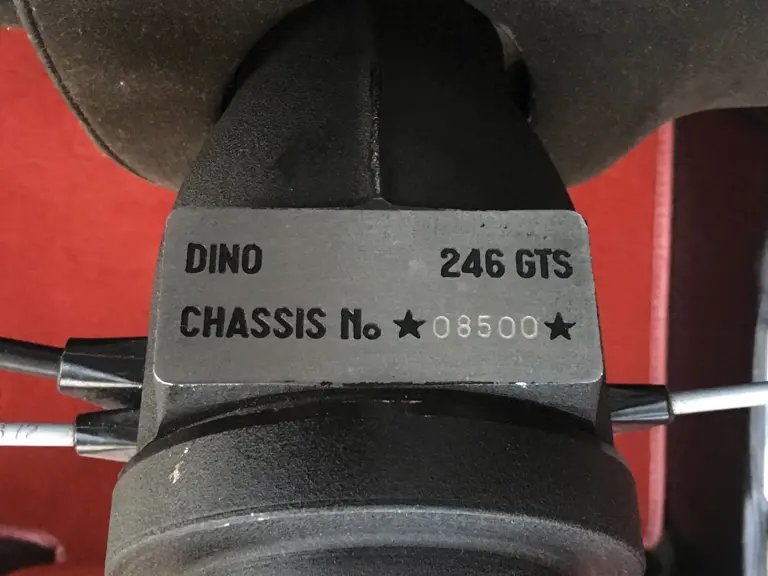 DINO 246 GTS
CHASSIS No ★08500★